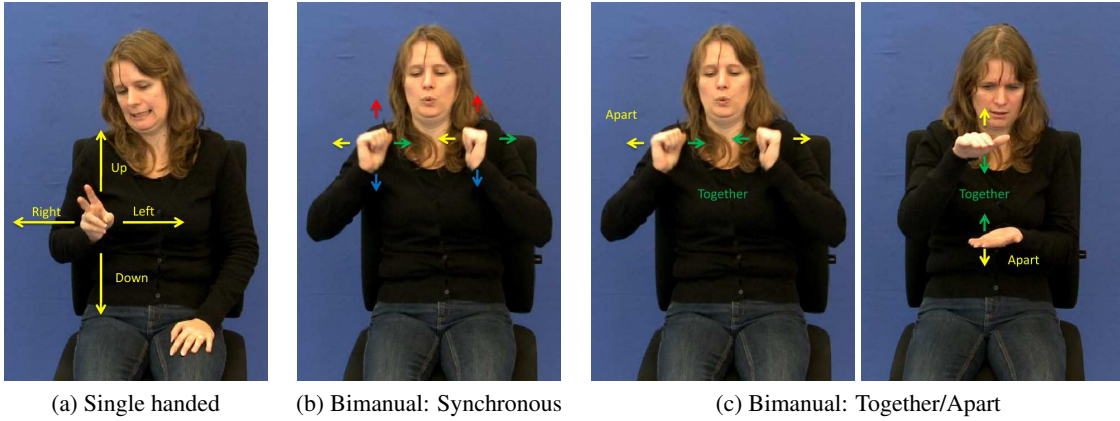 Up
Right
Left
Down
Apart
Together
Together
Apart
(a) Single handed
(b) Bimanual: Synchronous
(c) Bimanual: Together/Apart